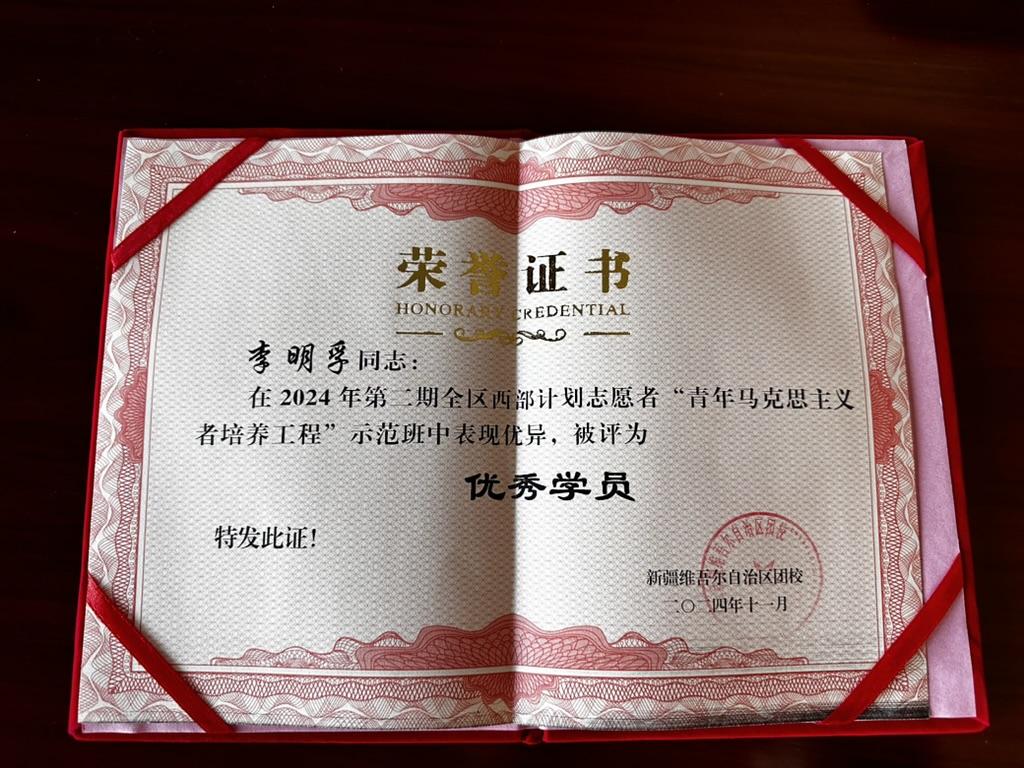 荣誉证书
HONORARY CREDENTIAL
李明孚同志：
在 2024 年第二期全区西部计划志愿者“青年马克思主义
者培养工程”示范班中表现优异，被评为
优秀学员
特发此证！
新疆维吾尔自治区团校
二〇二四年十一月